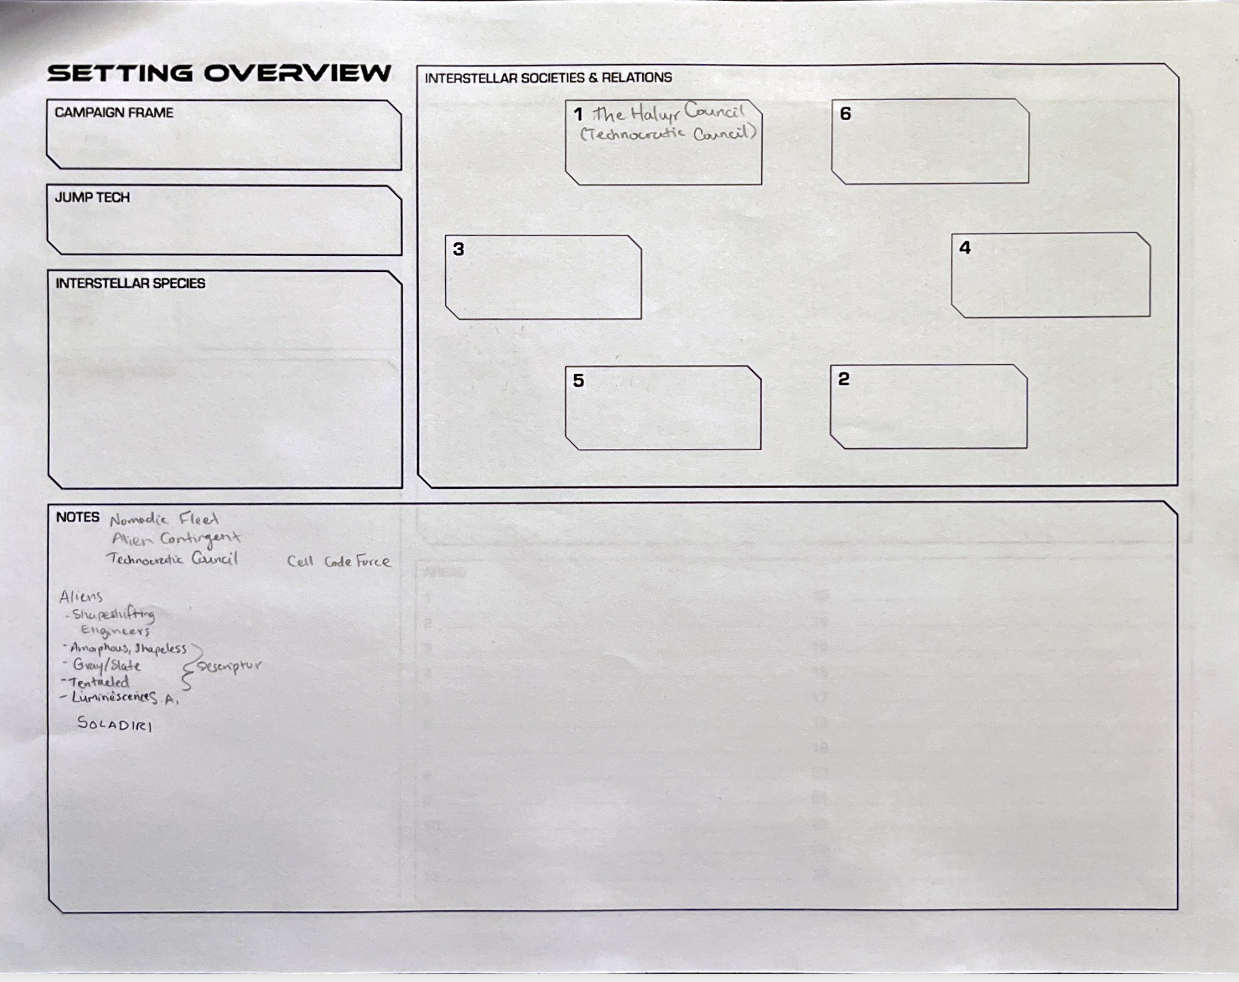 SETTING OVERVIEW
CAMPAIGN FRAME
JUMP TECH
INTERSTELLAR SPECIES
INTERSTELLAR SOCIETIES & RELATIONS
1 The Halyr Council
(Technocratic Council)
6
3
4
5
2
NOTES Nomadic Fleet
Alien Contingent
Technocratic Council Cell Code Force
Aliens
- Shapeshifting
Engineers
- Amorphous, Shapeless
- Gray/Slate Descriptor
- Tentacled
- Luminescences A.
SOLADIRI